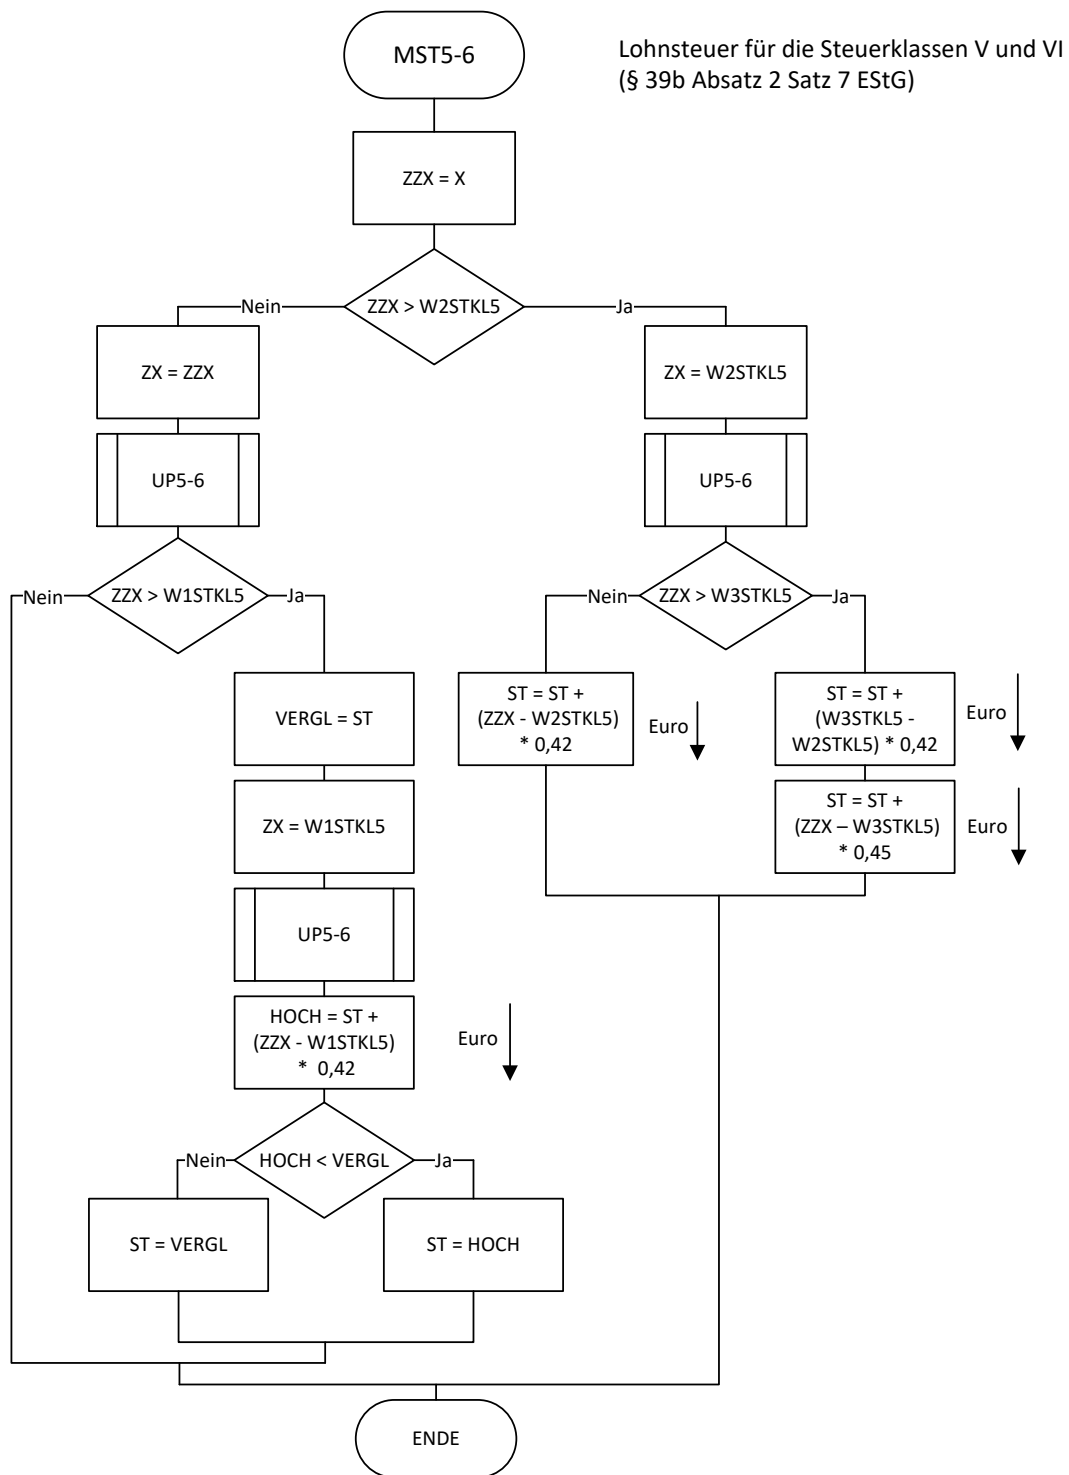 MST5-6
Lohnsteuer für die Steuerklassen V und VI
(§ 39b Absatz 2 Satz 7 EStG)
ZZX = X
ZZX > W2STKL5
Nein
Ja
ZX = ZZX
ZX = W2STKL5
UP5-6
UP5-6
Nein
ZZX > W1STKL5
Ja
Nein
ZZX > W3STKL5
Ja
VERGL = ST
ST = ST +
(ZZX - W2STKL5)
* 0,42
Euro
ST = ST +
(W3STKL5 -
W2STKL5) * 0,42
Euro
ZX = W1STKL5
ST = ST +
(ZZX – W3STKL5)
* 0,45
Euro
UP5-6
HOCH = ST +
(ZZX - W1STKL5)
* 0,42
Euro
Nein
HOCH < VERGL
Ja
ST = VERGL
ST = HOCH
ENDE